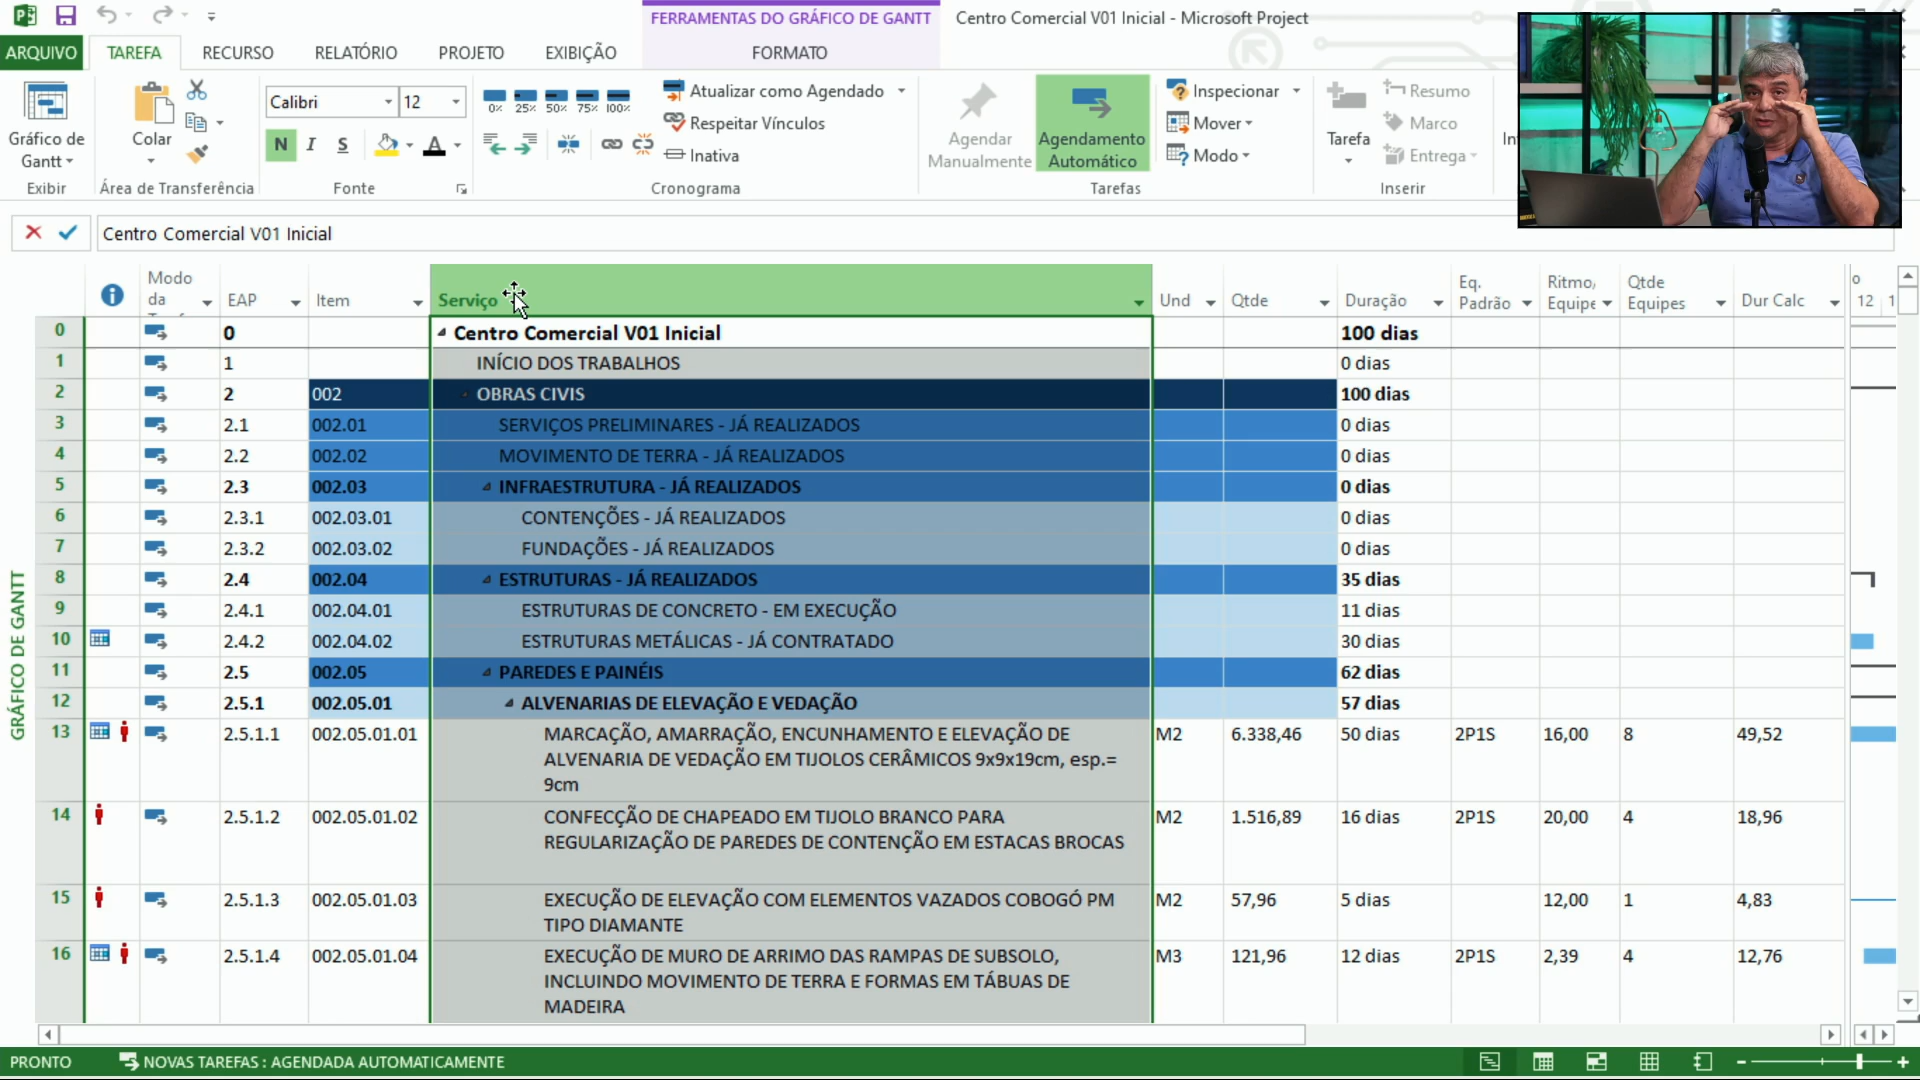 FERRAMENTAS DO GRÁFICO DE GANTT
Centro Comercial V01 Inicial - Microsoft Project
ARQUIVO TAREFA RECURSO RELATÓRIO PROJETO EXIBIÇÃO FORMATO
Gráfico de Gantt
Exibir
Colar
Área de Transferência
Calibri 12
N I S A
Fonte
0% 25% 50% 75% 100%
Atualizar como Agendado
Respeitar Vínculos
Inativa
Cronograma
Agendar Manualmente
Agendamento Automático
Inspecionar
Mover
Modo
Tarefas
Tarefa
Resumo
Marco
Entrega
Inserir
Centro Comercial V01 Inicial
Modo da EAP Item Serviço Und Qtde Duração Eq. Padrão Ritmo/ Equipe Qtde Equipes Dur Calc
12 1
0 0 Centro Comercial V01 Inicial 100 dias
1 1 INÍCIO DOS TRABALHOS 0 dias
2 2 002 OBRAS CIVIS 100 dias
3 2.1 002.01 SERVIÇOS PRELIMINARES - JÁ REALIZADOS 0 dias
4 2.2 002.02 MOVIMENTO DE TERRA - JÁ REALIZADOS 0 dias
5 2.3 002.03 INFRAESTRUTURA - JÁ REALIZADOS 0 dias
6 2.3.1 002.03.01 CONTENÇÕES - JÁ REALIZADOS 0 dias
7 2.3.2 002.03.02 FUNDAÇÕES - JÁ REALIZADOS 0 dias
8 2.4 002.04 ESTRUTURAS - JÁ REALIZADOS 35 dias
9 2.4.1 002.04.01 ESTRUTURAS DE CONCRETO - EM EXECUÇÃO 11 dias
10 2.4.2 002.04.02 ESTRUTURAS METÁLICAS - JÁ CONTRATADO 30 dias
11 2.5 002.05 PAREDES E PAINÉIS 62 dias
12 2.5.1 002.05.01 ALVENARIAS DE ELEVAÇÃO E VEDAÇÃO 57 dias
13 2.5.1.1 002.05.01.01 MARCAÇÃO, AMARRAÇÃO, ENCUNHAMENTO E ELEVAÇÃO DE M2 6.338,46 50 dias 2P1S 16,00 8 49,52
ALVENARIA DE VEDAÇÃO EM TIJOLOS CERÂMICOS 9x9x19cm, esp.=
9cm
14 2.5.1.2 002.05.01.02 CONFECÇÃO DE CHAPEADO EM TIJOLO BRANCO PARA M2 1.516,89 16 dias 2P1S 20,00 4 18,96
REGULARIZAÇÃO DE PAREDES DE CONTENÇÃO EM ESTACAS BROCAS
15 2.5.1.3 002.05.01.03 EXECUÇÃO DE ELEVAÇÃO COM ELEMENTOS VAZADOS COBOGÓ PM M2 57,96 5 dias 12,00 1 4,83
TIPO DIAMANTE
16 2.5.1.4 002.05.01.04 EXECUÇÃO DE MURO DE ARRIMO DAS RAMPAS DE SUBSOLO, M3 121,96 12 dias 2P1S 2,39 4 12,76
INCLUINDO MOVIMENTO DE TERRA E FORMAS EM TÁBUAS DE
MADEIRA
GRÁFICO DE GANTT
PRONTO NOVAS TAREFAS : AGENDADA AUTOMATICAMENTE